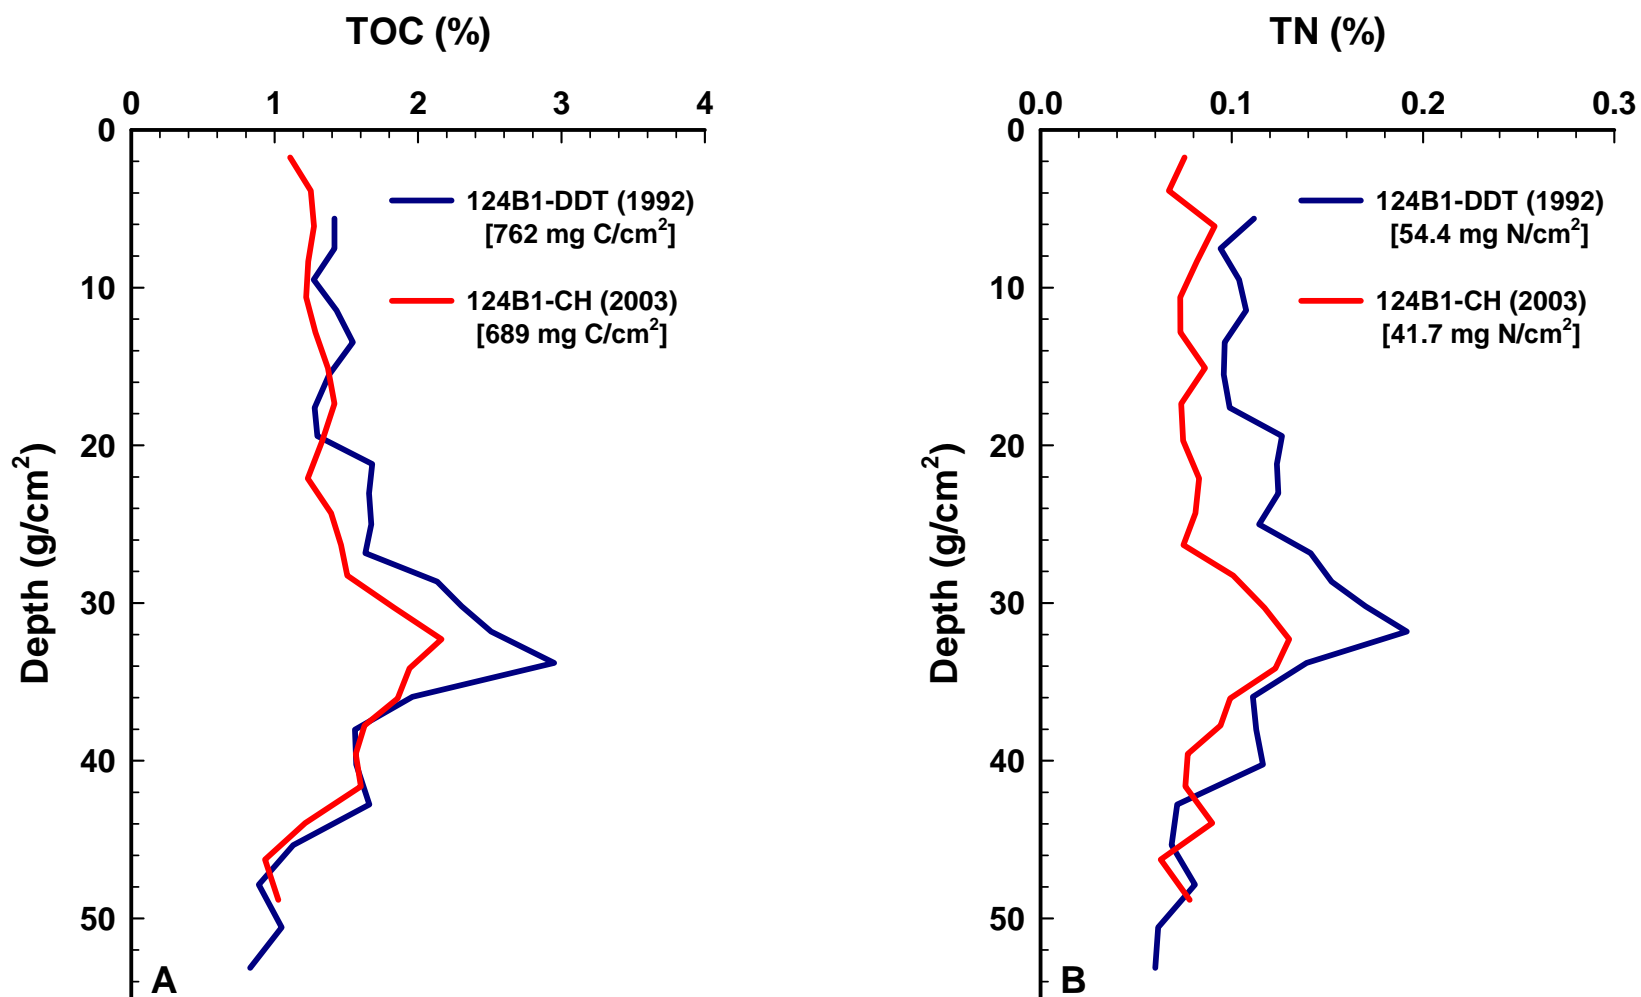 TOC (%)
0 1 2 3 4
0
10
20
30
40
50
Depth (g/cm²)
124B1-DDT (1992)
[762 mg C/cm²]
124B1-CH (2003)
[689 mg C/cm²]
A
TN (%)
0.0 0.1 0.2 0.3
0
10
20
30
40
50
Depth (g/cm²)
124B1-DDT (1992)
[54.4 mg N/cm²]
124B1-CH (2003)
[41.7 mg N/cm²]
B